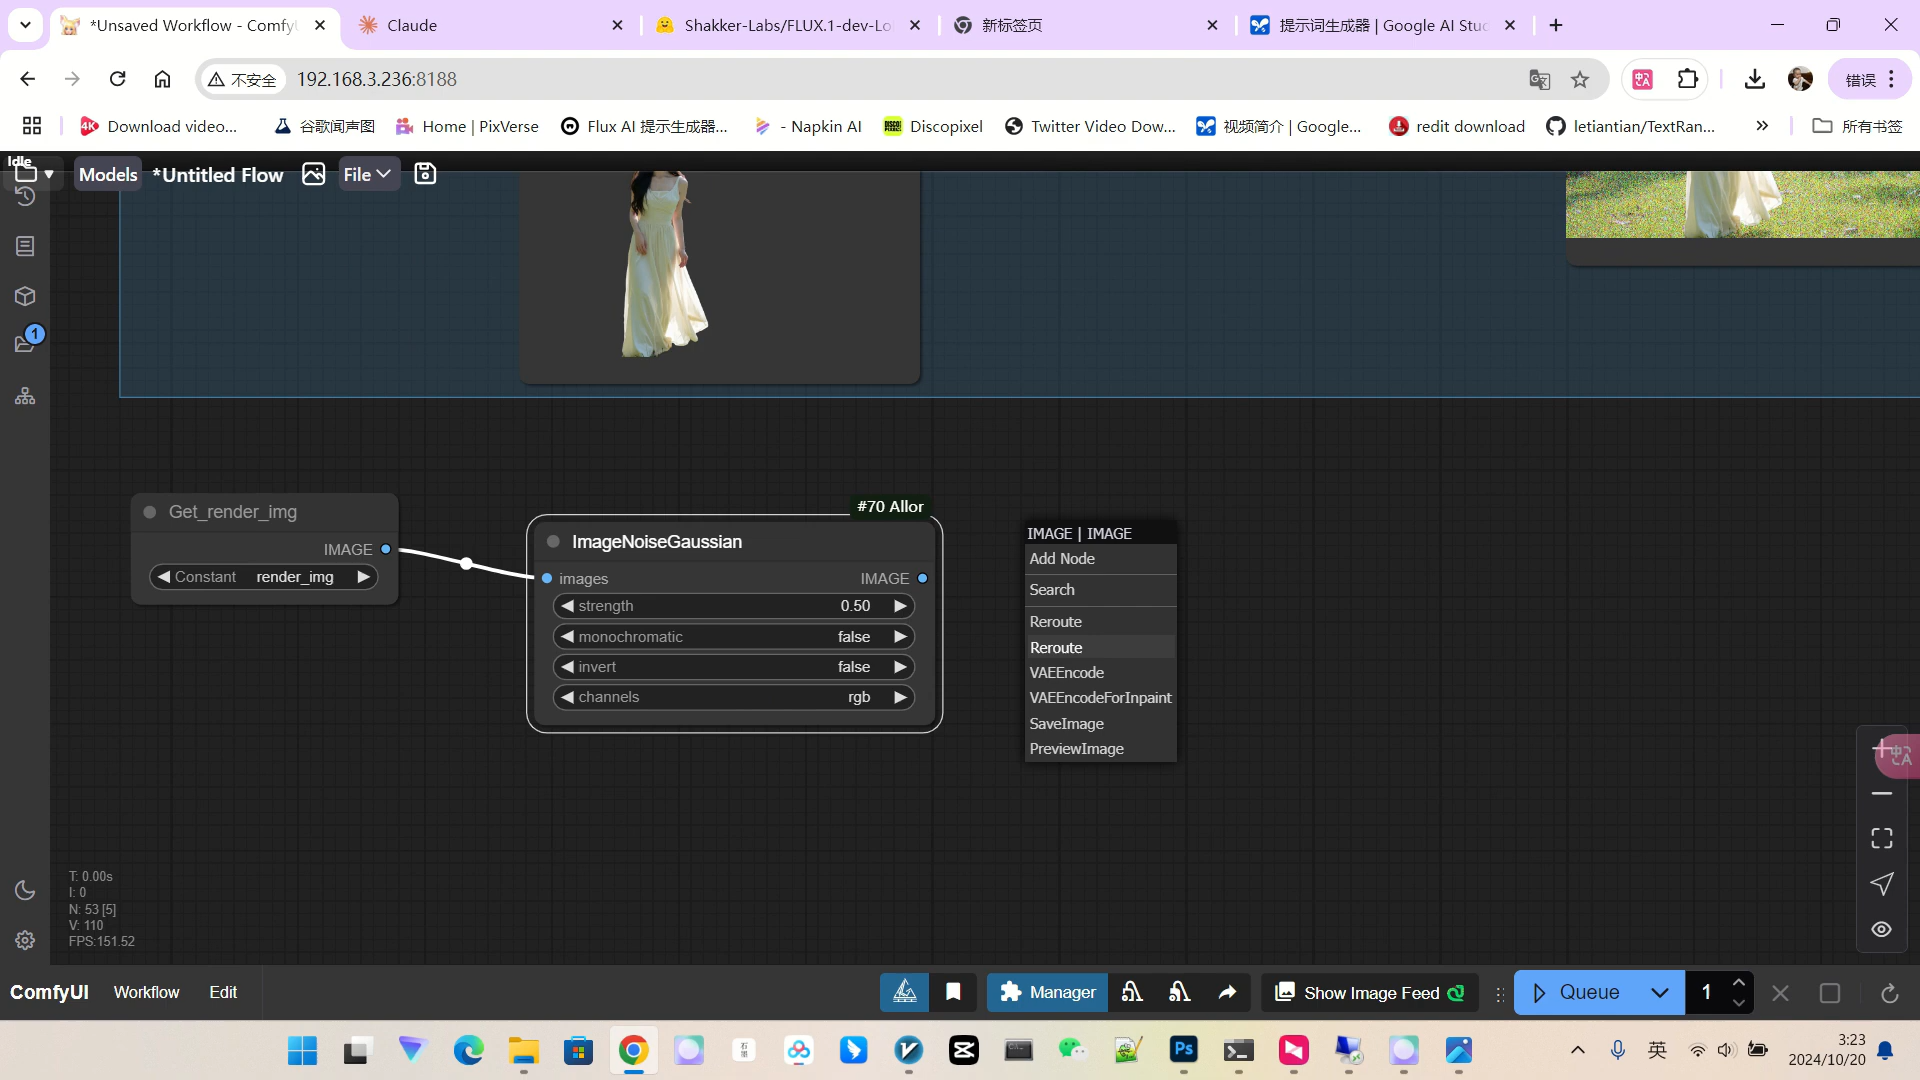 *Unsaved Workflow - ComfyU
Claude
Shakker-Labs/FLUX.1-dev-Lo
新标签页
提示词生成器 | Google AI Stud
不安全
192.168.3.236:8188
错误
Download video...
谷歌闻声图
Home | PixVerse
Flux AI 提示生成器...
- Napkin AI
Discopixel
Twitter Video Dow...
视频简介 | Google...
redit download
letiantian/TextRan...
所有书签
Idle
Models
*Untitled Flow
File
1
#70 Allor
Get_render_img
IMAGE
Constant
render_img
ImageNoiseGaussian
images
IMAGE
strength
0.50
monochromatic
false
invert
false
channels
rgb
IMAGE | IMAGE
Add Node
Search
Reroute
Reroute
VAEEncode
VAEEncodeForInpaint
SaveImage
PreviewImage
T: 0.00s
I: 0
N: 53 [5]
V: 110
FPS:151.52
ComfyUI
Workflow
Edit
Manager
Show Image Feed
Queue
1
Ps
英
3:23
2024/10/20